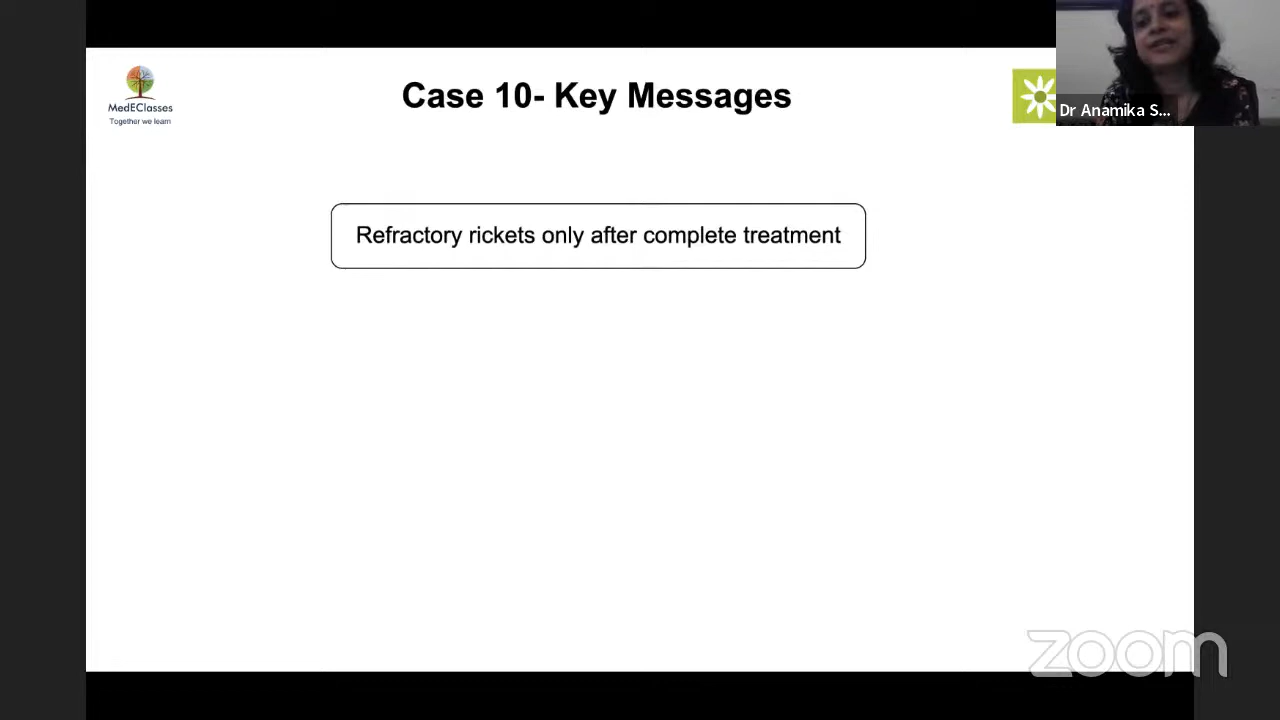 MedEClasses
Together we learn
Case 10- Key Messages
Dr Anamika S...
Refractory rickets only after complete treatment
zoom